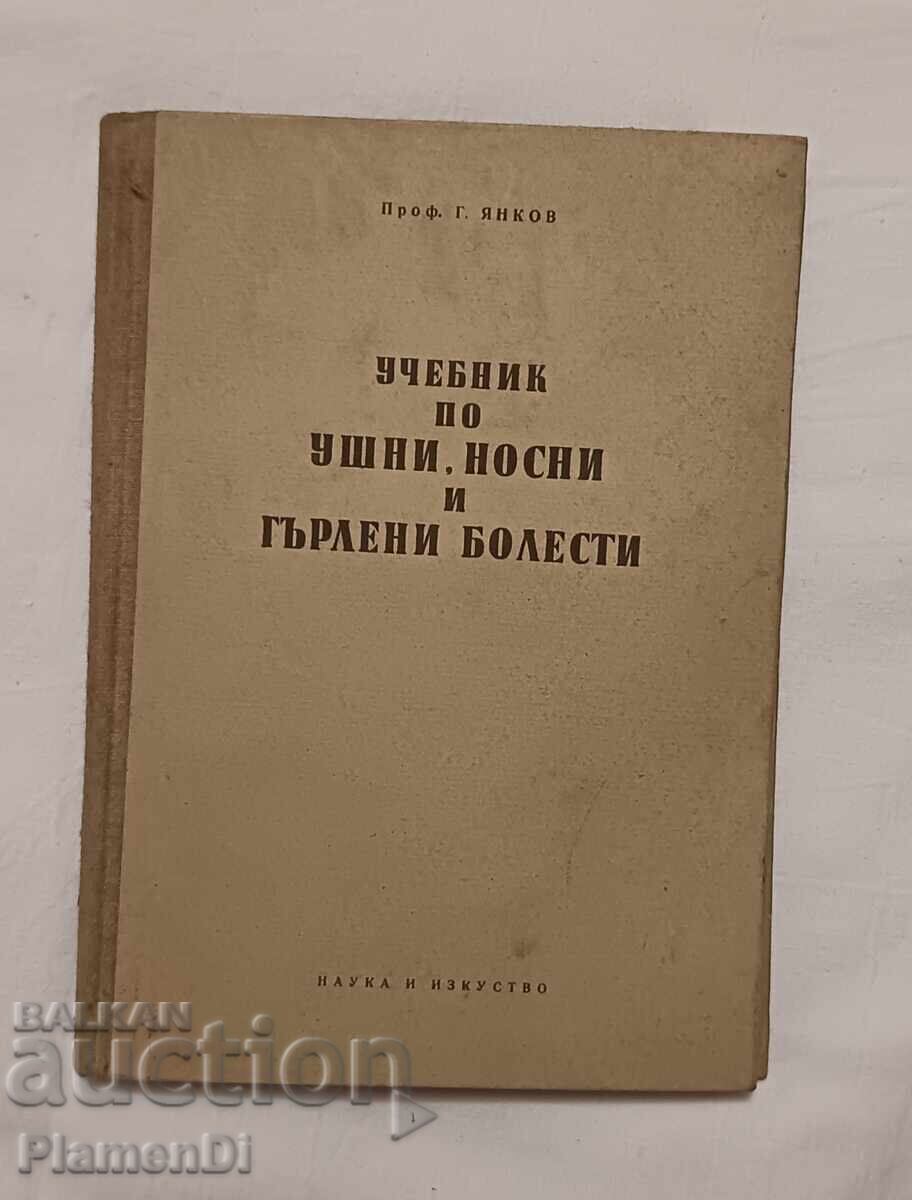 Проф. Г. ЯНКОВ
УЧЕБНИК
ПО
УШНИ, НОСНИ
И
ГЪРЛЕНИ БОЛЕСТИ
НАУКА И ИЗКУСТВО
BALKAN
auction
PlamenDi